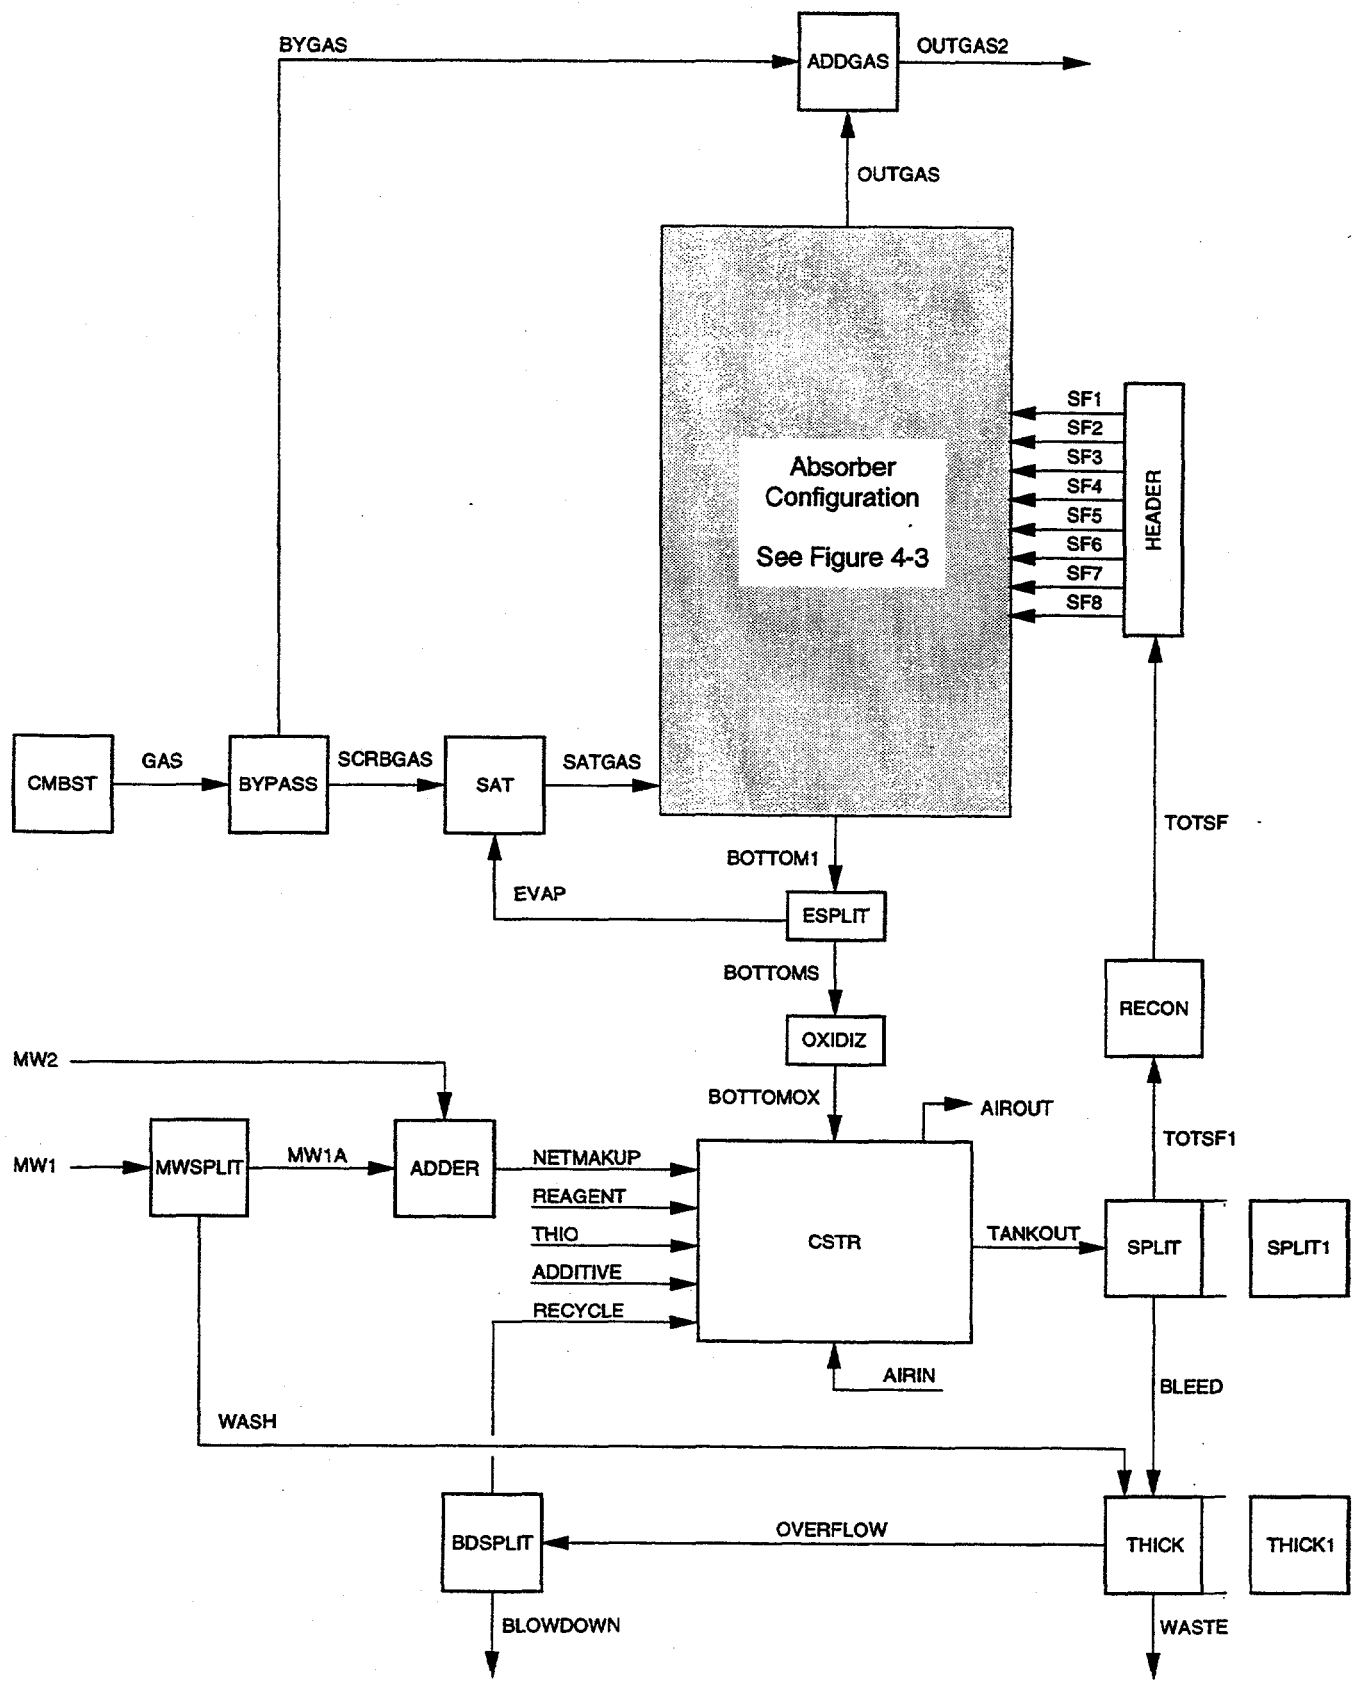 BYGAS
ADDGAS
OUTGAS2
OUTGAS
SF1
SF2
SF3
SF4
SF5
SF6
SF7
SF8
HEADER
Absorber
Configuration
See Figure 4-3
CMBST
GAS
BYPASS
SCRBGAS
SAT
SATGAS
TOTSF
BOTTOM1
EVAP
ESPLIT
BOTTOMS
RECON
OXIDIZ
MW2
BOTTOMOX
AIROUT
TOTSF1
MW1
MWSPLIT
MW1A
ADDER
NETMAKUP
REAGENT
THIO
ADDITIVE
RECYCLE
CSTR
TANKOUT
SPLIT
SPLIT1
AIRIN
BLEED
WASH
BDSPLIT
OVERFLOW
THICK
THICK1
BLOWDOWN
WASTE